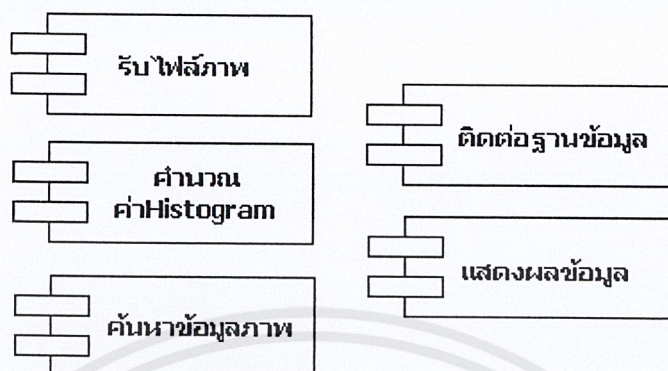 รับไฟล์ภาพ
คำนวณ
ค่าHistogram
ค้นหาข้อมูลภาพ
ติดต่อฐานข้อมูล
แสดงผลข้อมูล